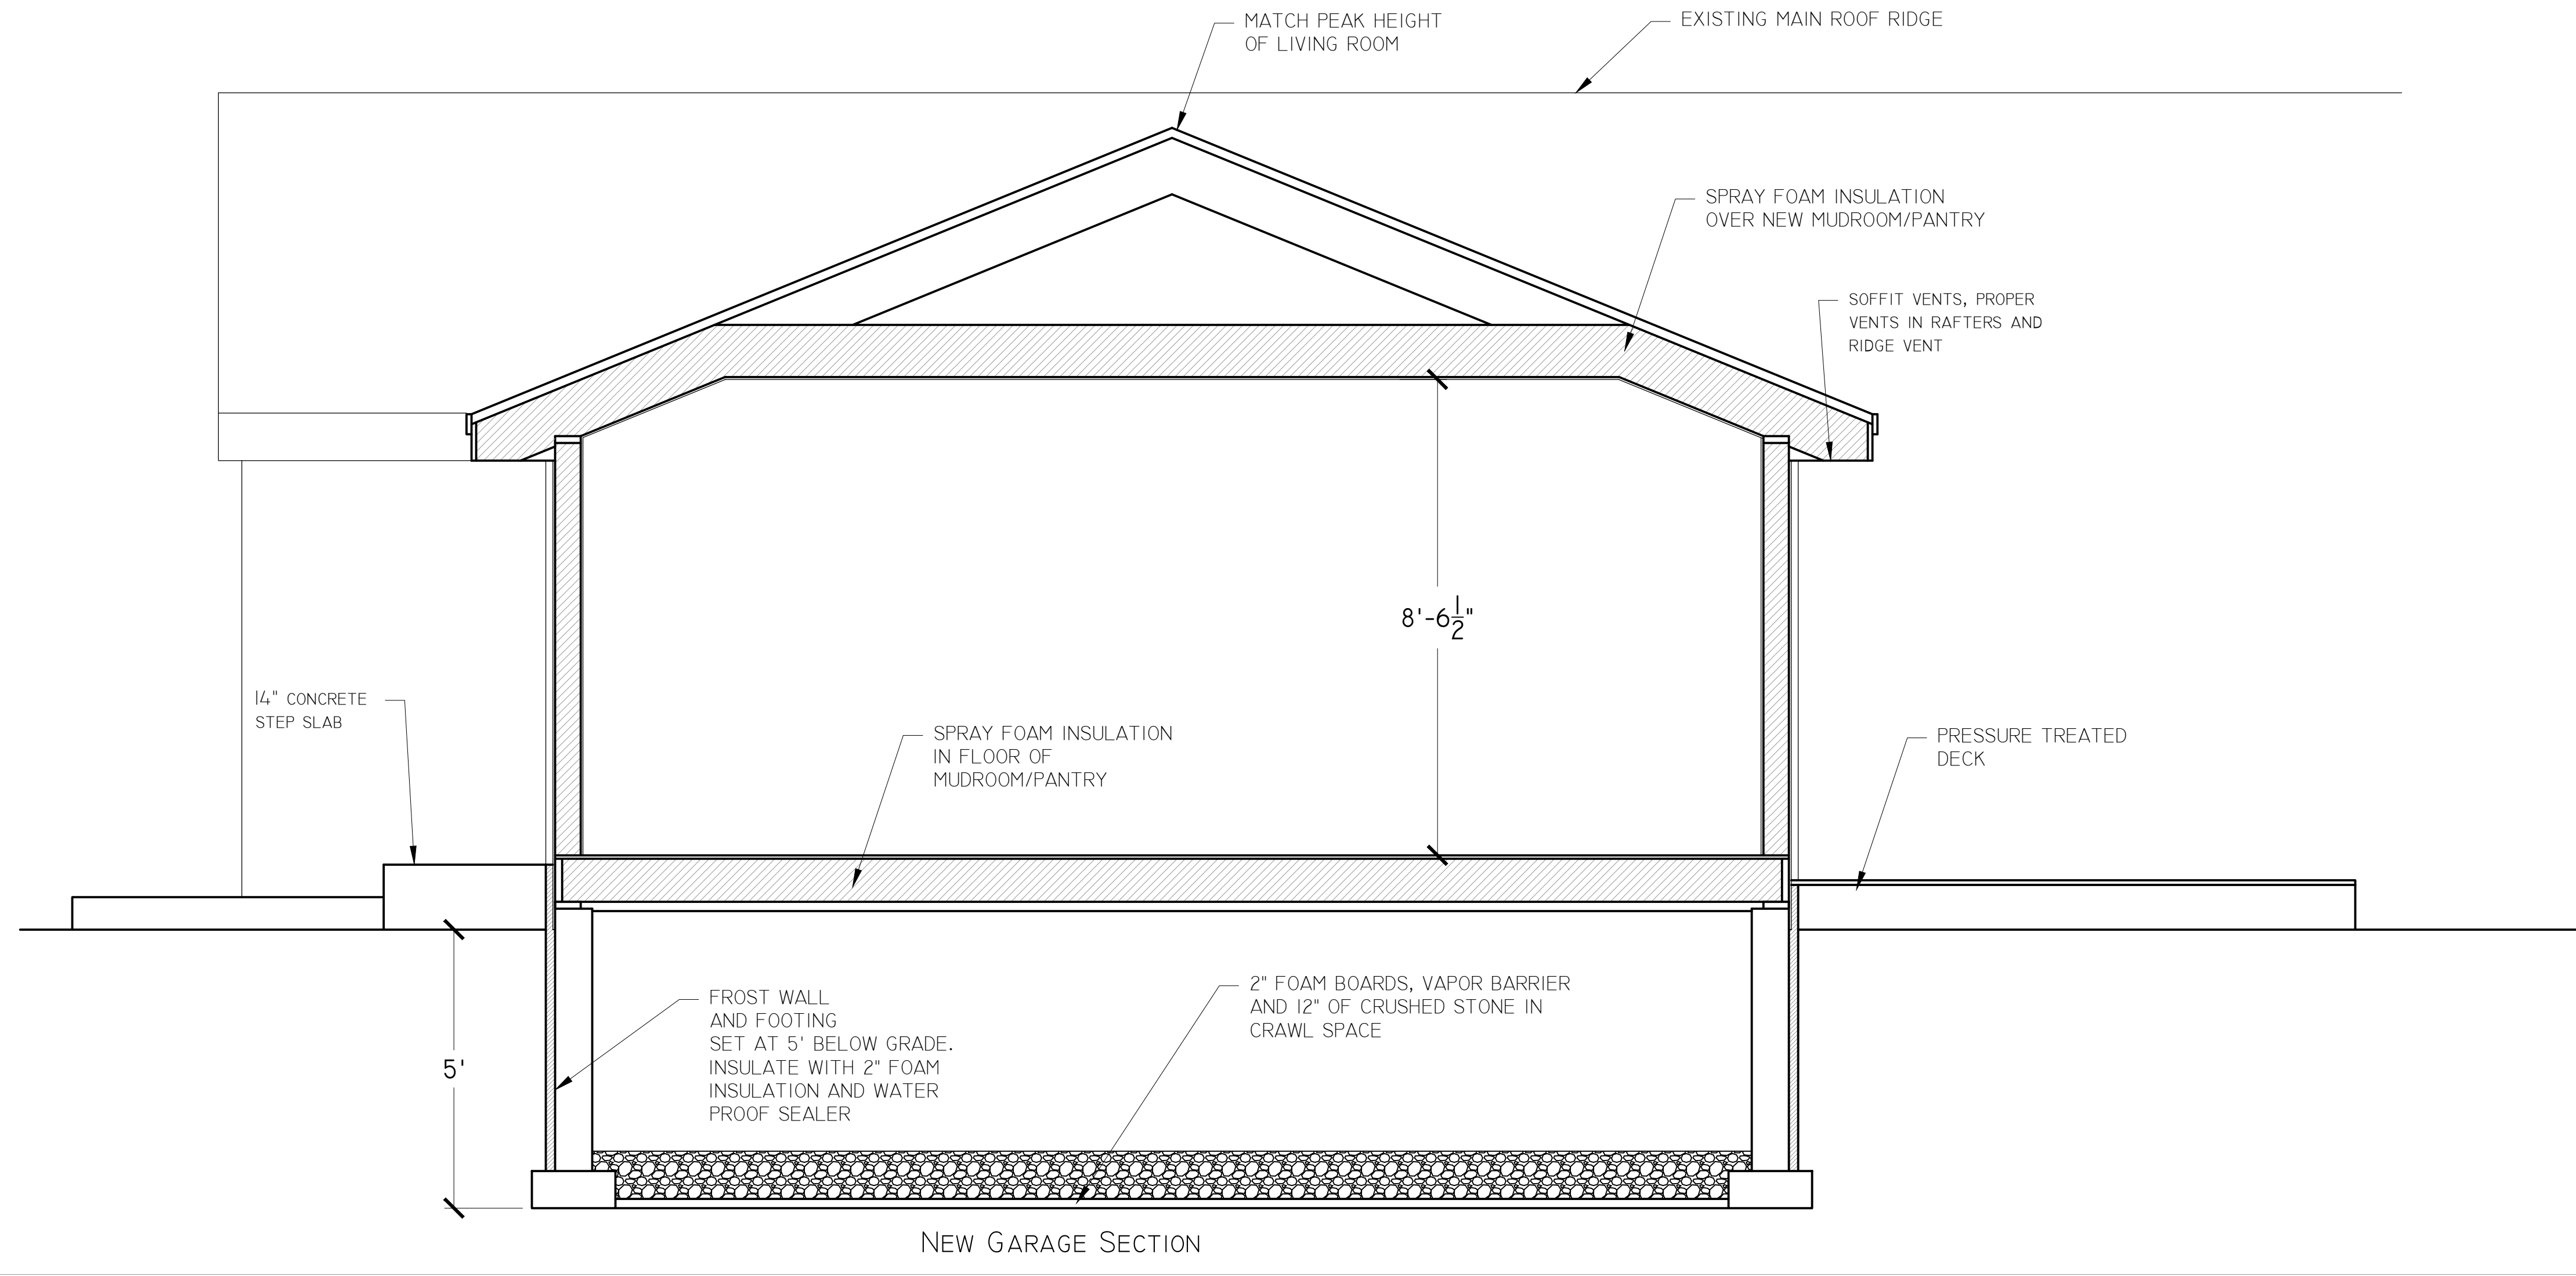 MATCH PEAK HEIGHT
OF LIVING ROOM
EXISTING MAIN ROOF RIDGE
SPRAY FOAM INSULATION
OVER NEW MUDROOM/PANTRY
SOFFIT VENTS, PROPER
VENTS IN RAFTERS AND
RIDGE VENT
8'-6 1/2"
14" CONCRETE
STEP SLAB
SPRAY FOAM INSULATION
IN FLOOR OF
MUDROOM/PANTRY
PRESSURE TREATED
DECK
FROST WALL
AND FOOTING
SET AT 5' BELOW GRADE.
INSULATE WITH 2" FOAM
INSULATION AND WATER
PROOF SEALER
2" FOAM BOARDS, VAPOR BARRIER
AND 12" OF CRUSHED STONE IN
CRAWL SPACE
5'
NEW GARAGE SECTION